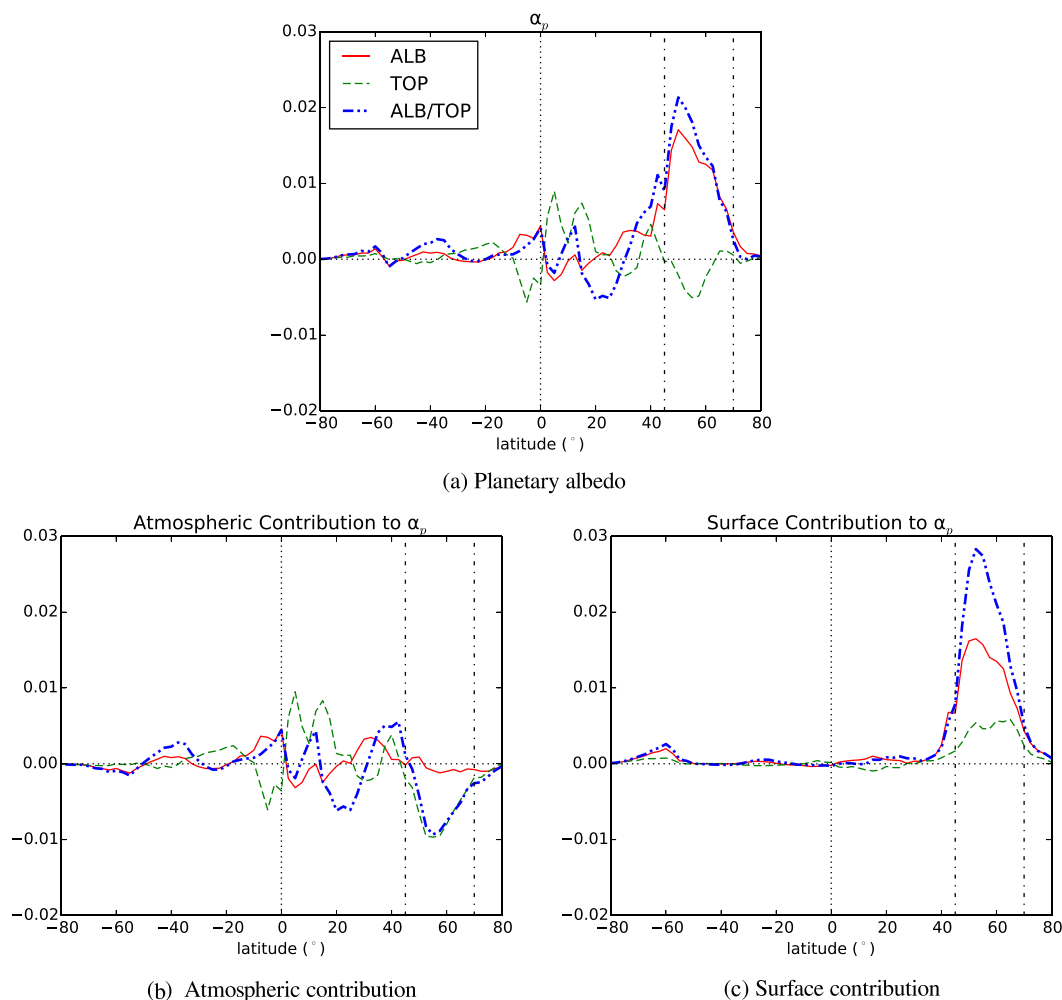 α_p
0.03
0.02
0.01
0.00
−0.01
−0.02
ALB
TOP
ALB/TOP
−80 −60 −40 −20 0 20 40 60 80
latitude (°)
(a) Planetary albedo
Atmospheric Contribution to α_p
0.03
0.02
0.01
0.00
−0.01
−0.02
−80 −60 −40 −20 0 20 40 60 80
latitude (°)
(b) Atmospheric contribution
Surface Contribution to α_p
0.03
0.02
0.01
0.00
−0.01
−0.02
−80 −60 −40 −20 0 20 40 60 80
latitude (°)
(c) Surface contribution